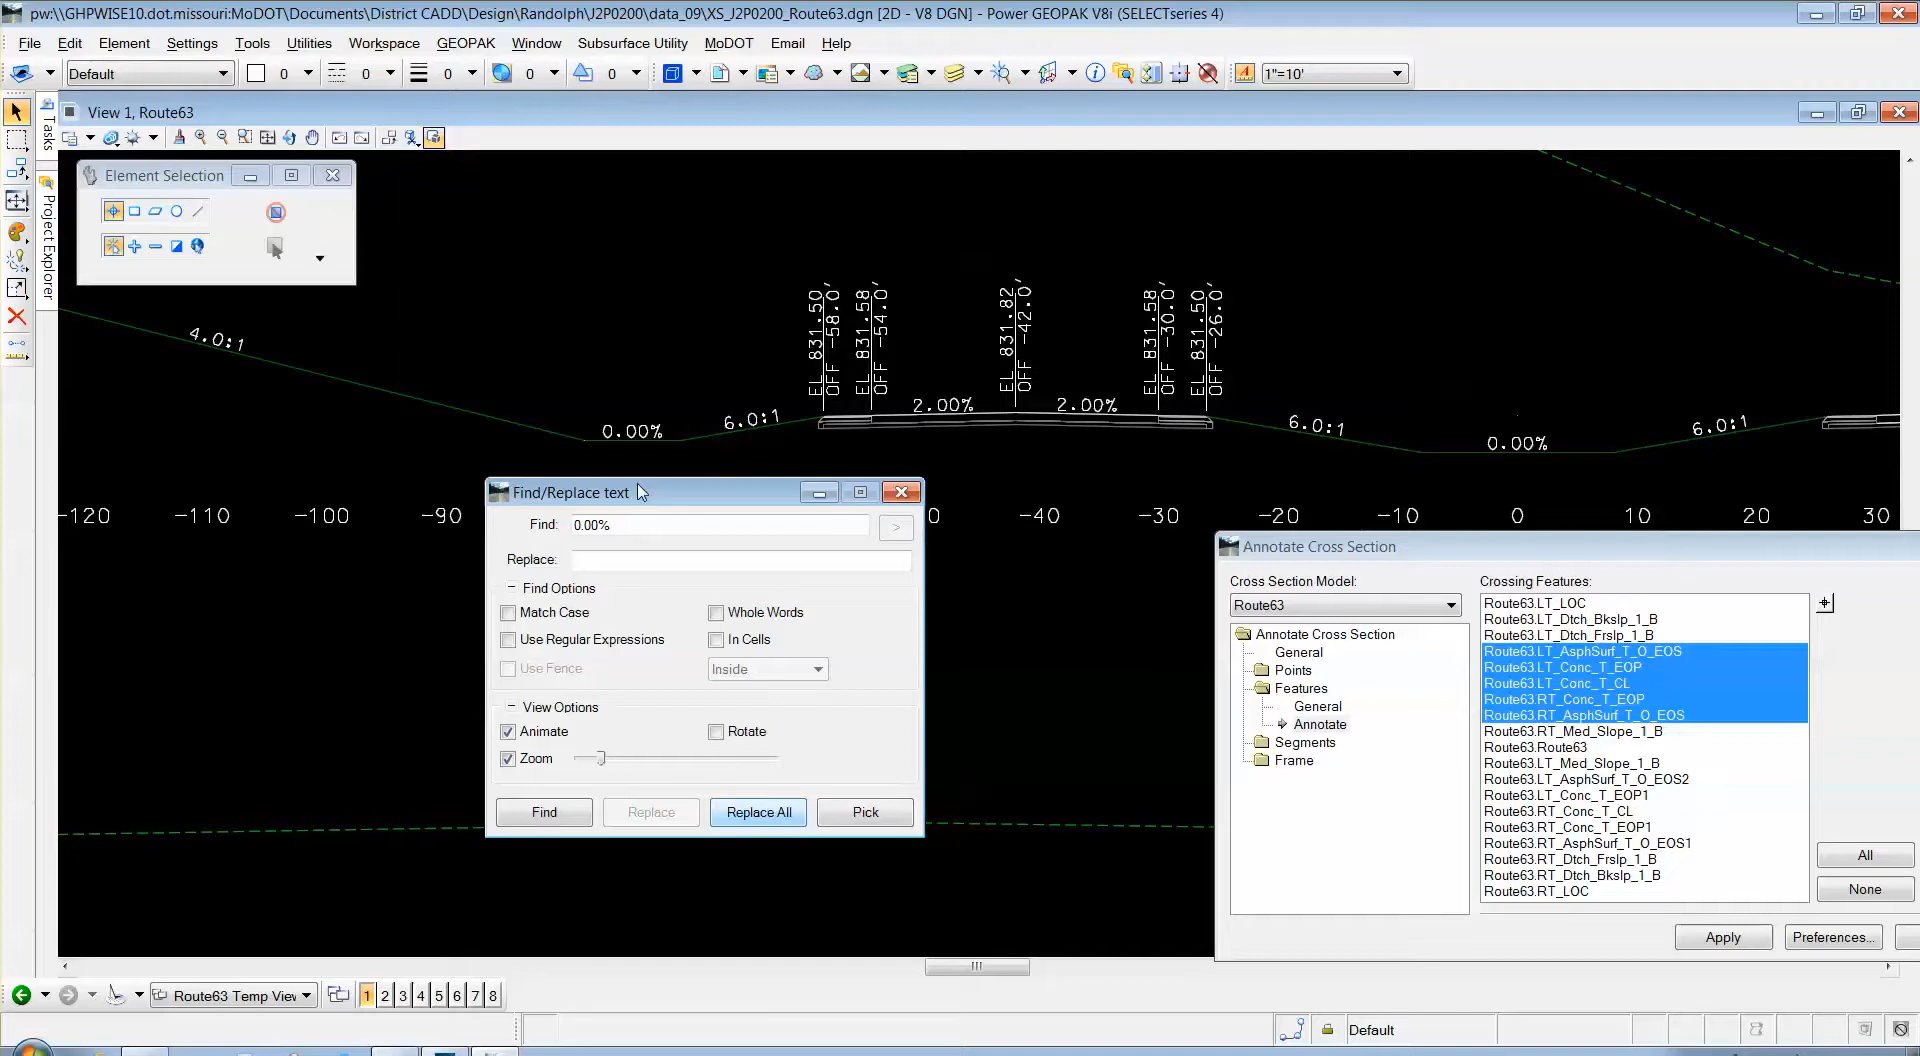 pw:\\GHPWISE10.dot.missouri:MoDOT\Documents\District CADD\Design\Randolph\J2P0200\data_09\XS_J2P0200_Route63.dgn [2D - V8 DGN] - Power GEOPAK V8i (SELECTseries 4)
File Edit Element Settings Tools Utilities Workspace GEOPAK Window Subsurface Utility MoDOT Email Help
Default 0 0 0 0 0 1"=10'
View 1, Route63
Tasks
Project Explorer
Element Selection
EL 831.50
OFF -58.0'
EL 831.58
OFF -54.0'
EL 831.82
OFF -42.0'
EL 831.58
OFF -30.0'
EL 831.50
OFF -26.0'
4.0:1
0.00%
6.0:1
2.00%
2.00%
6.0:1
0.00%
6.0:1
-120 -110 -100 -90 0 -40 -30 -20 -10 0 10 20 30
Find/Replace text
Find: 0.00% >
Replace:
Find Options
Match Case Whole Words
Use Regular Expressions In Cells
Use Fence Inside
View Options
Animate Rotate
Zoom
Find Replace Replace All Pick
Annotate Cross Section
Cross Section Model:
Route63
Annotate Cross Section
General
Points
Features
General
Annotate
Segments
Frame
Crossing Features:
Route63.LT_LOC
Route63.LT_Dtch_Bkslp_1_B
Route63.LT_Dtch_Frslp_1_B
Route63.LT_AsphSurf_T_O_EOS
Route63.LT_Conc_T_EOP
Route63.LT_Conc_T_CL
Route63.RT_Conc_T_EOP
Route63.RT_AsphSurf_T_O_EOS
Route63.RT_Med_Slope_1_B
Route63.Route63
Route63.LT_Med_Slope_1_B
Route63.LT_AsphSurf_T_O_EOS2
Route63.LT_Conc_T_EOP1
Route63.RT_Conc_T_CL
Route63.RT_Conc_T_EOP1
Route63.RT_AsphSurf_T_O_EOS1
Route63.RT_Dtch_Frslp_1_B
Route63.RT_Dtch_Bkslp_1_B
Route63.RT_LOC
All
None
Apply Preferences...
Route63 Temp View 1 2 3 4 5 6 7 8
Default